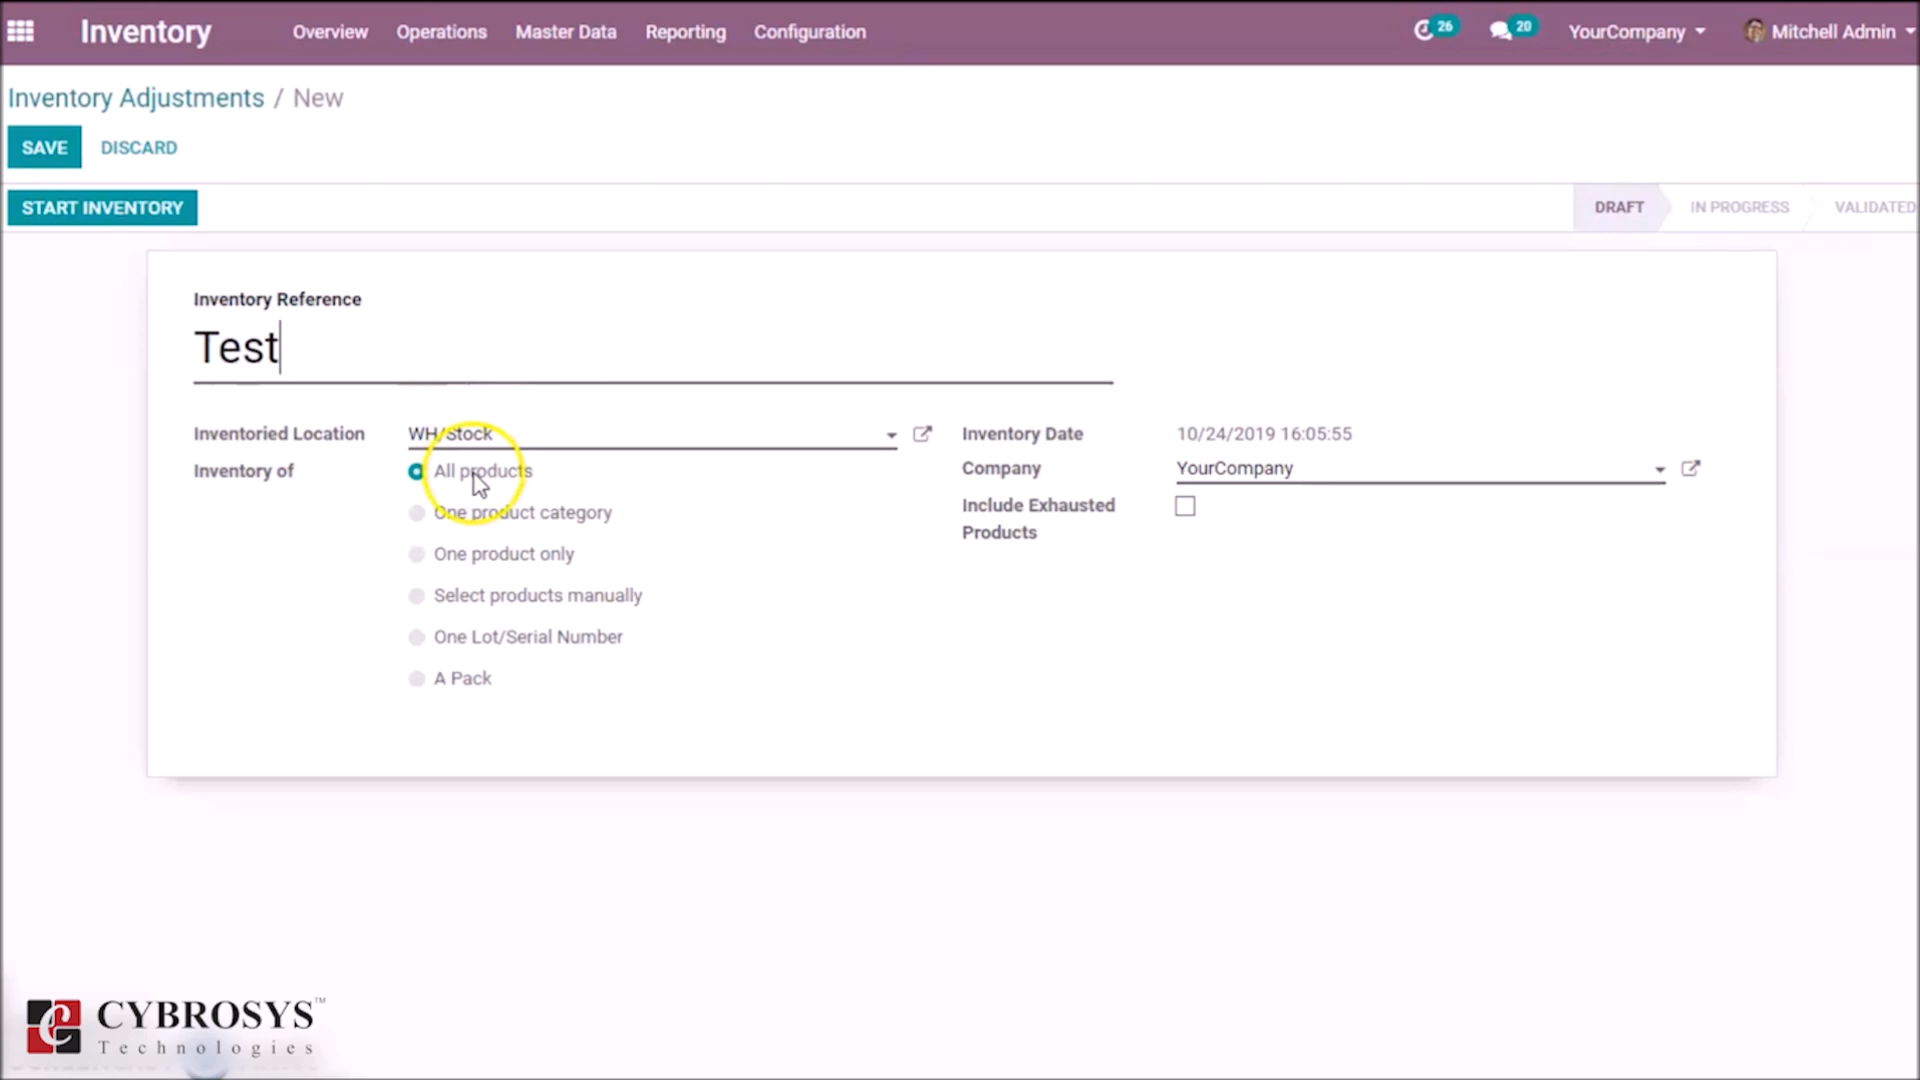 Inventory Overview Operations Master Data Reporting Configuration 26 20 YourCompany Mitchell Admin
Inventory Adjustments / New
SAVE DISCARD
START INVENTORY DRAFT IN PROGRESS VALIDATED
Inventory Reference
Test
Inventoried Location WH/Stock Inventory Date 10/24/2019 16:05:55
Inventory of All products Company YourCompany
One product category Include Exhausted Products
One product only
Select products manually
One Lot/Serial Number
A Pack
CYBROSYS™
Technologies